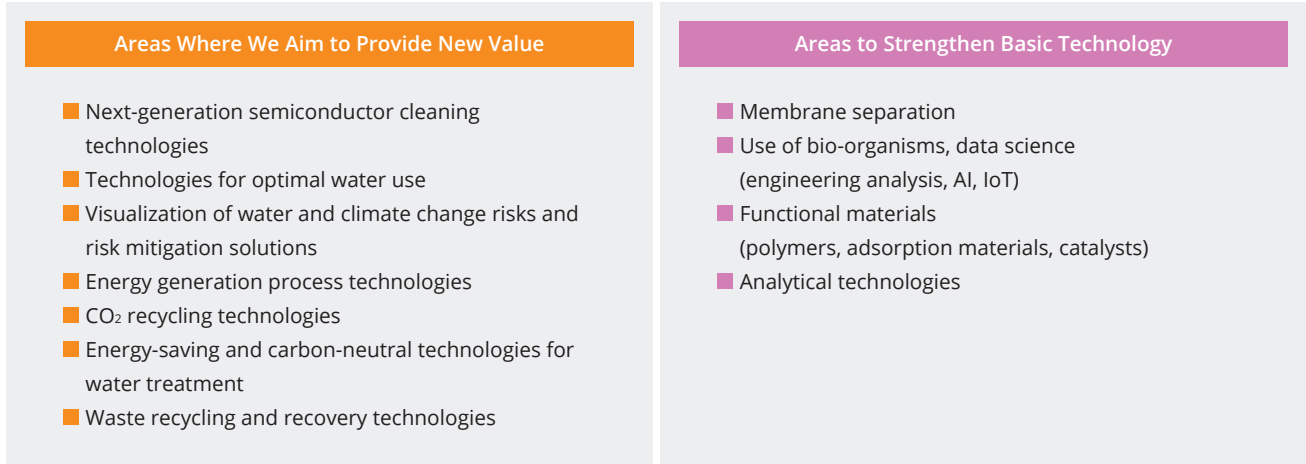 Areas Where We Aim to Provide New Value
Next-generation semiconductor cleaning
technologies
Technologies for optimal water use
Visualization of water and climate change risks and
risk mitigation solutions
Energy generation process technologies
CO₂ recycling technologies
Energy-saving and carbon-neutral technologies for
water treatment
Waste recycling and recovery technologies
Areas to Strengthen Basic Technology
Membrane separation
Use of bio-organisms, data science
(engineering analysis, AI, IoT)
Functional materials
(polymers, adsorption materials, catalysts)
Analytical technologies